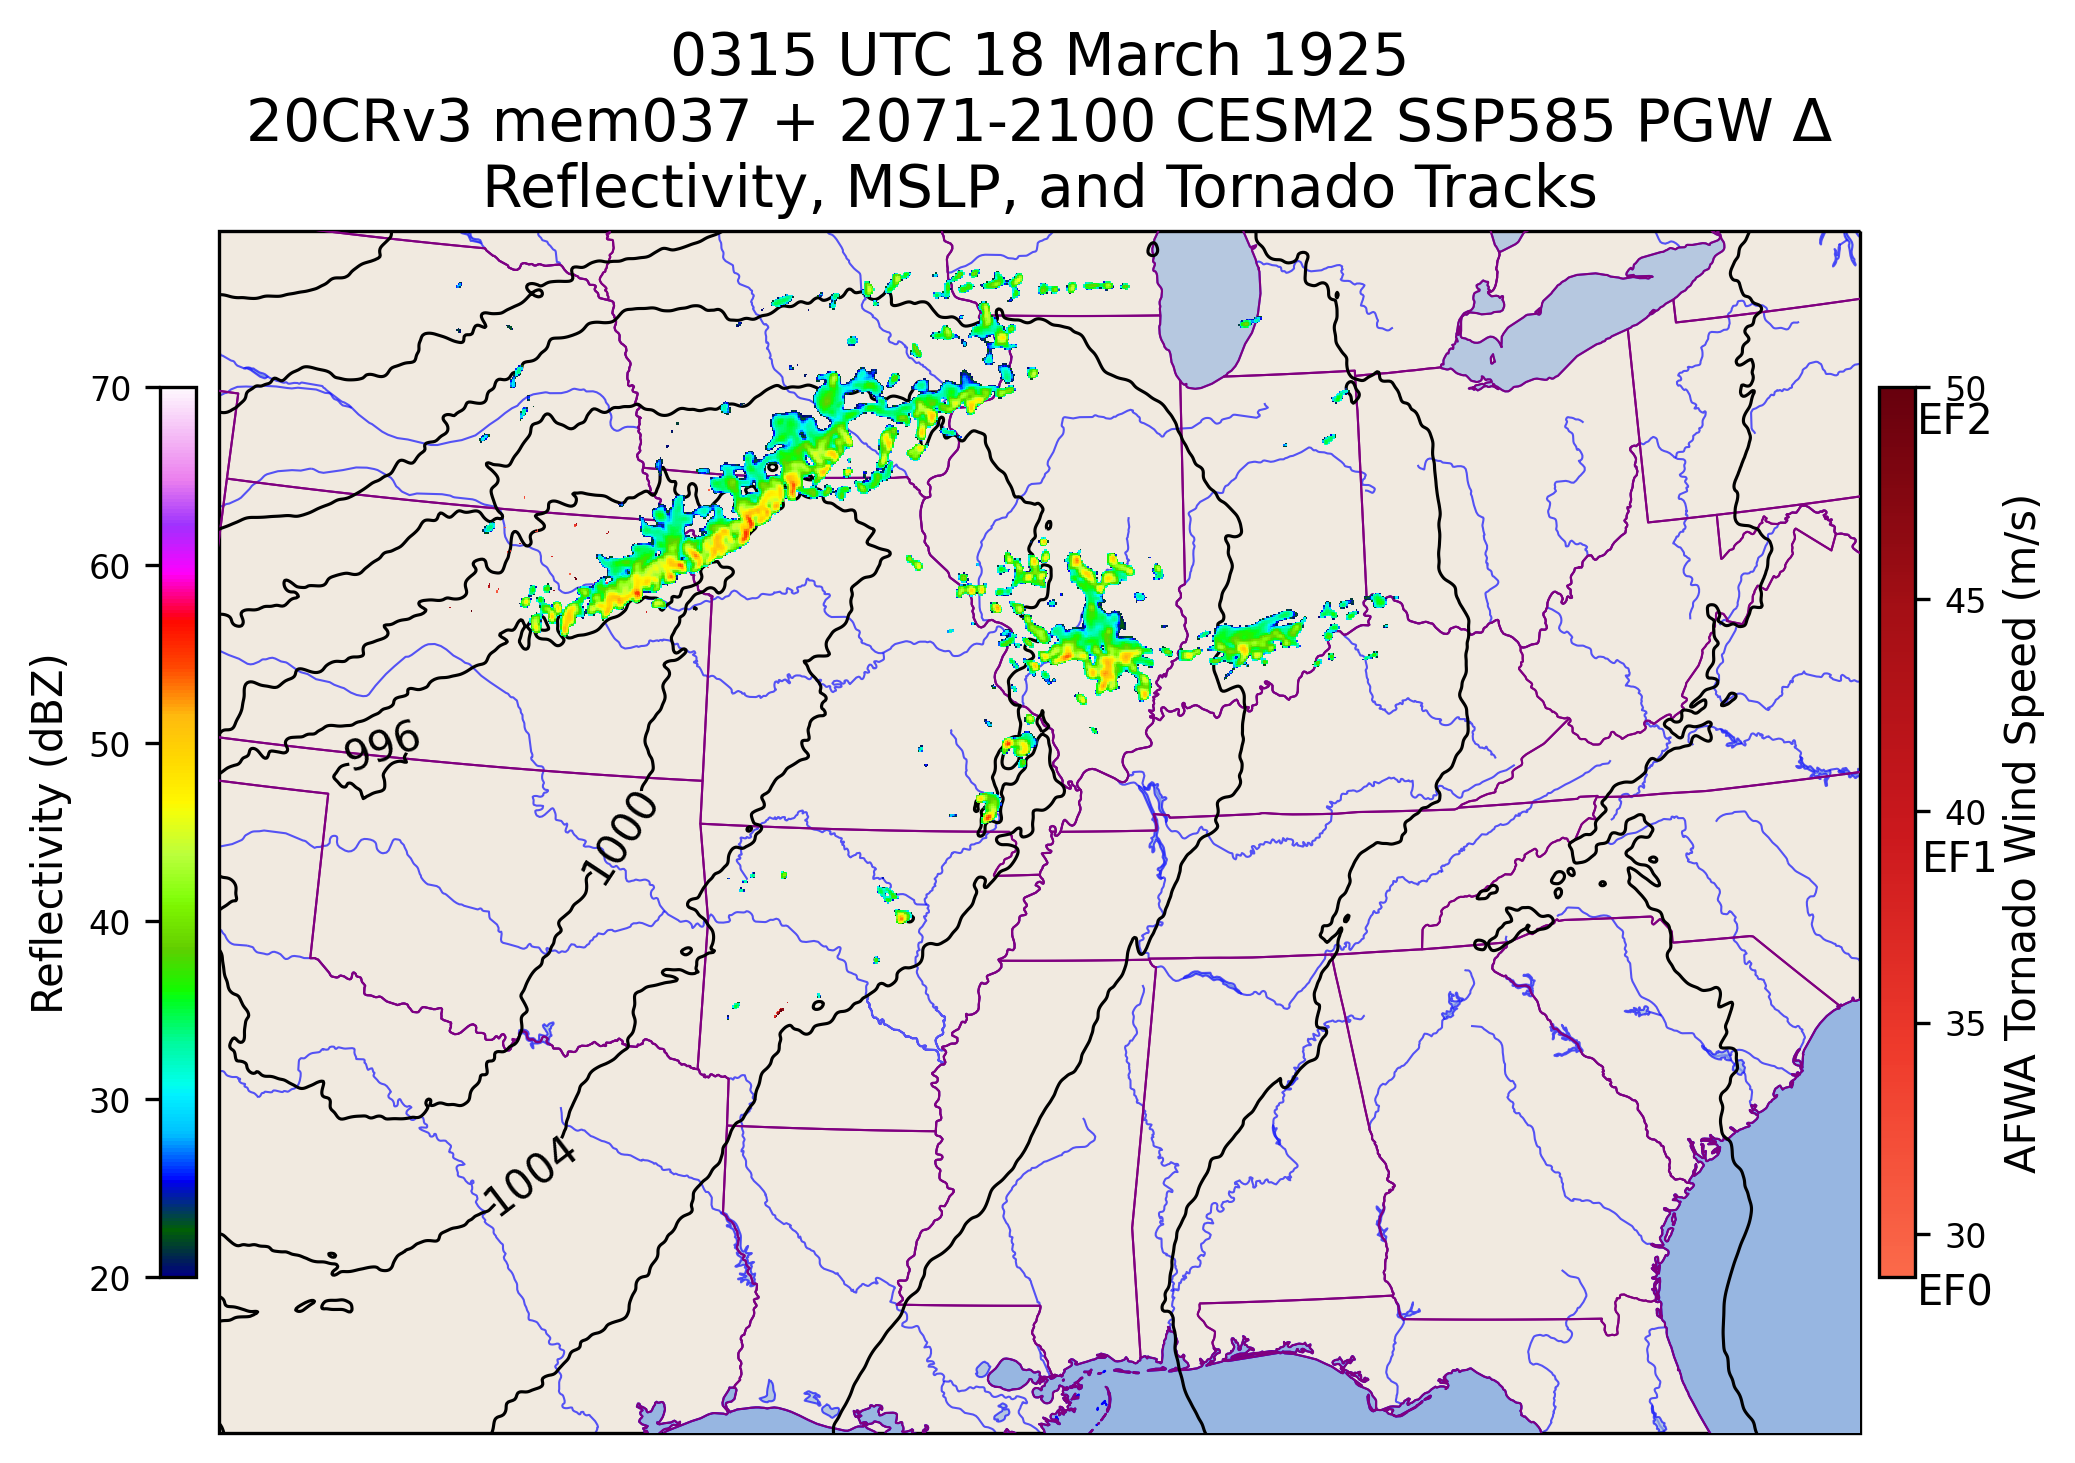 0315 UTC 18 March 1925
20CRv3 mem037 + 2071-2100 CESM2 SSP585 PGW Δ
Reflectivity, MSLP, and Tornado Tracks
Reflectivity (dBZ)
70
60
50
40
30
20
996
1000
1004
50
EF2
45
40
EF1
35
30
EF0
AFWA Tornado Wind Speed (m/s)